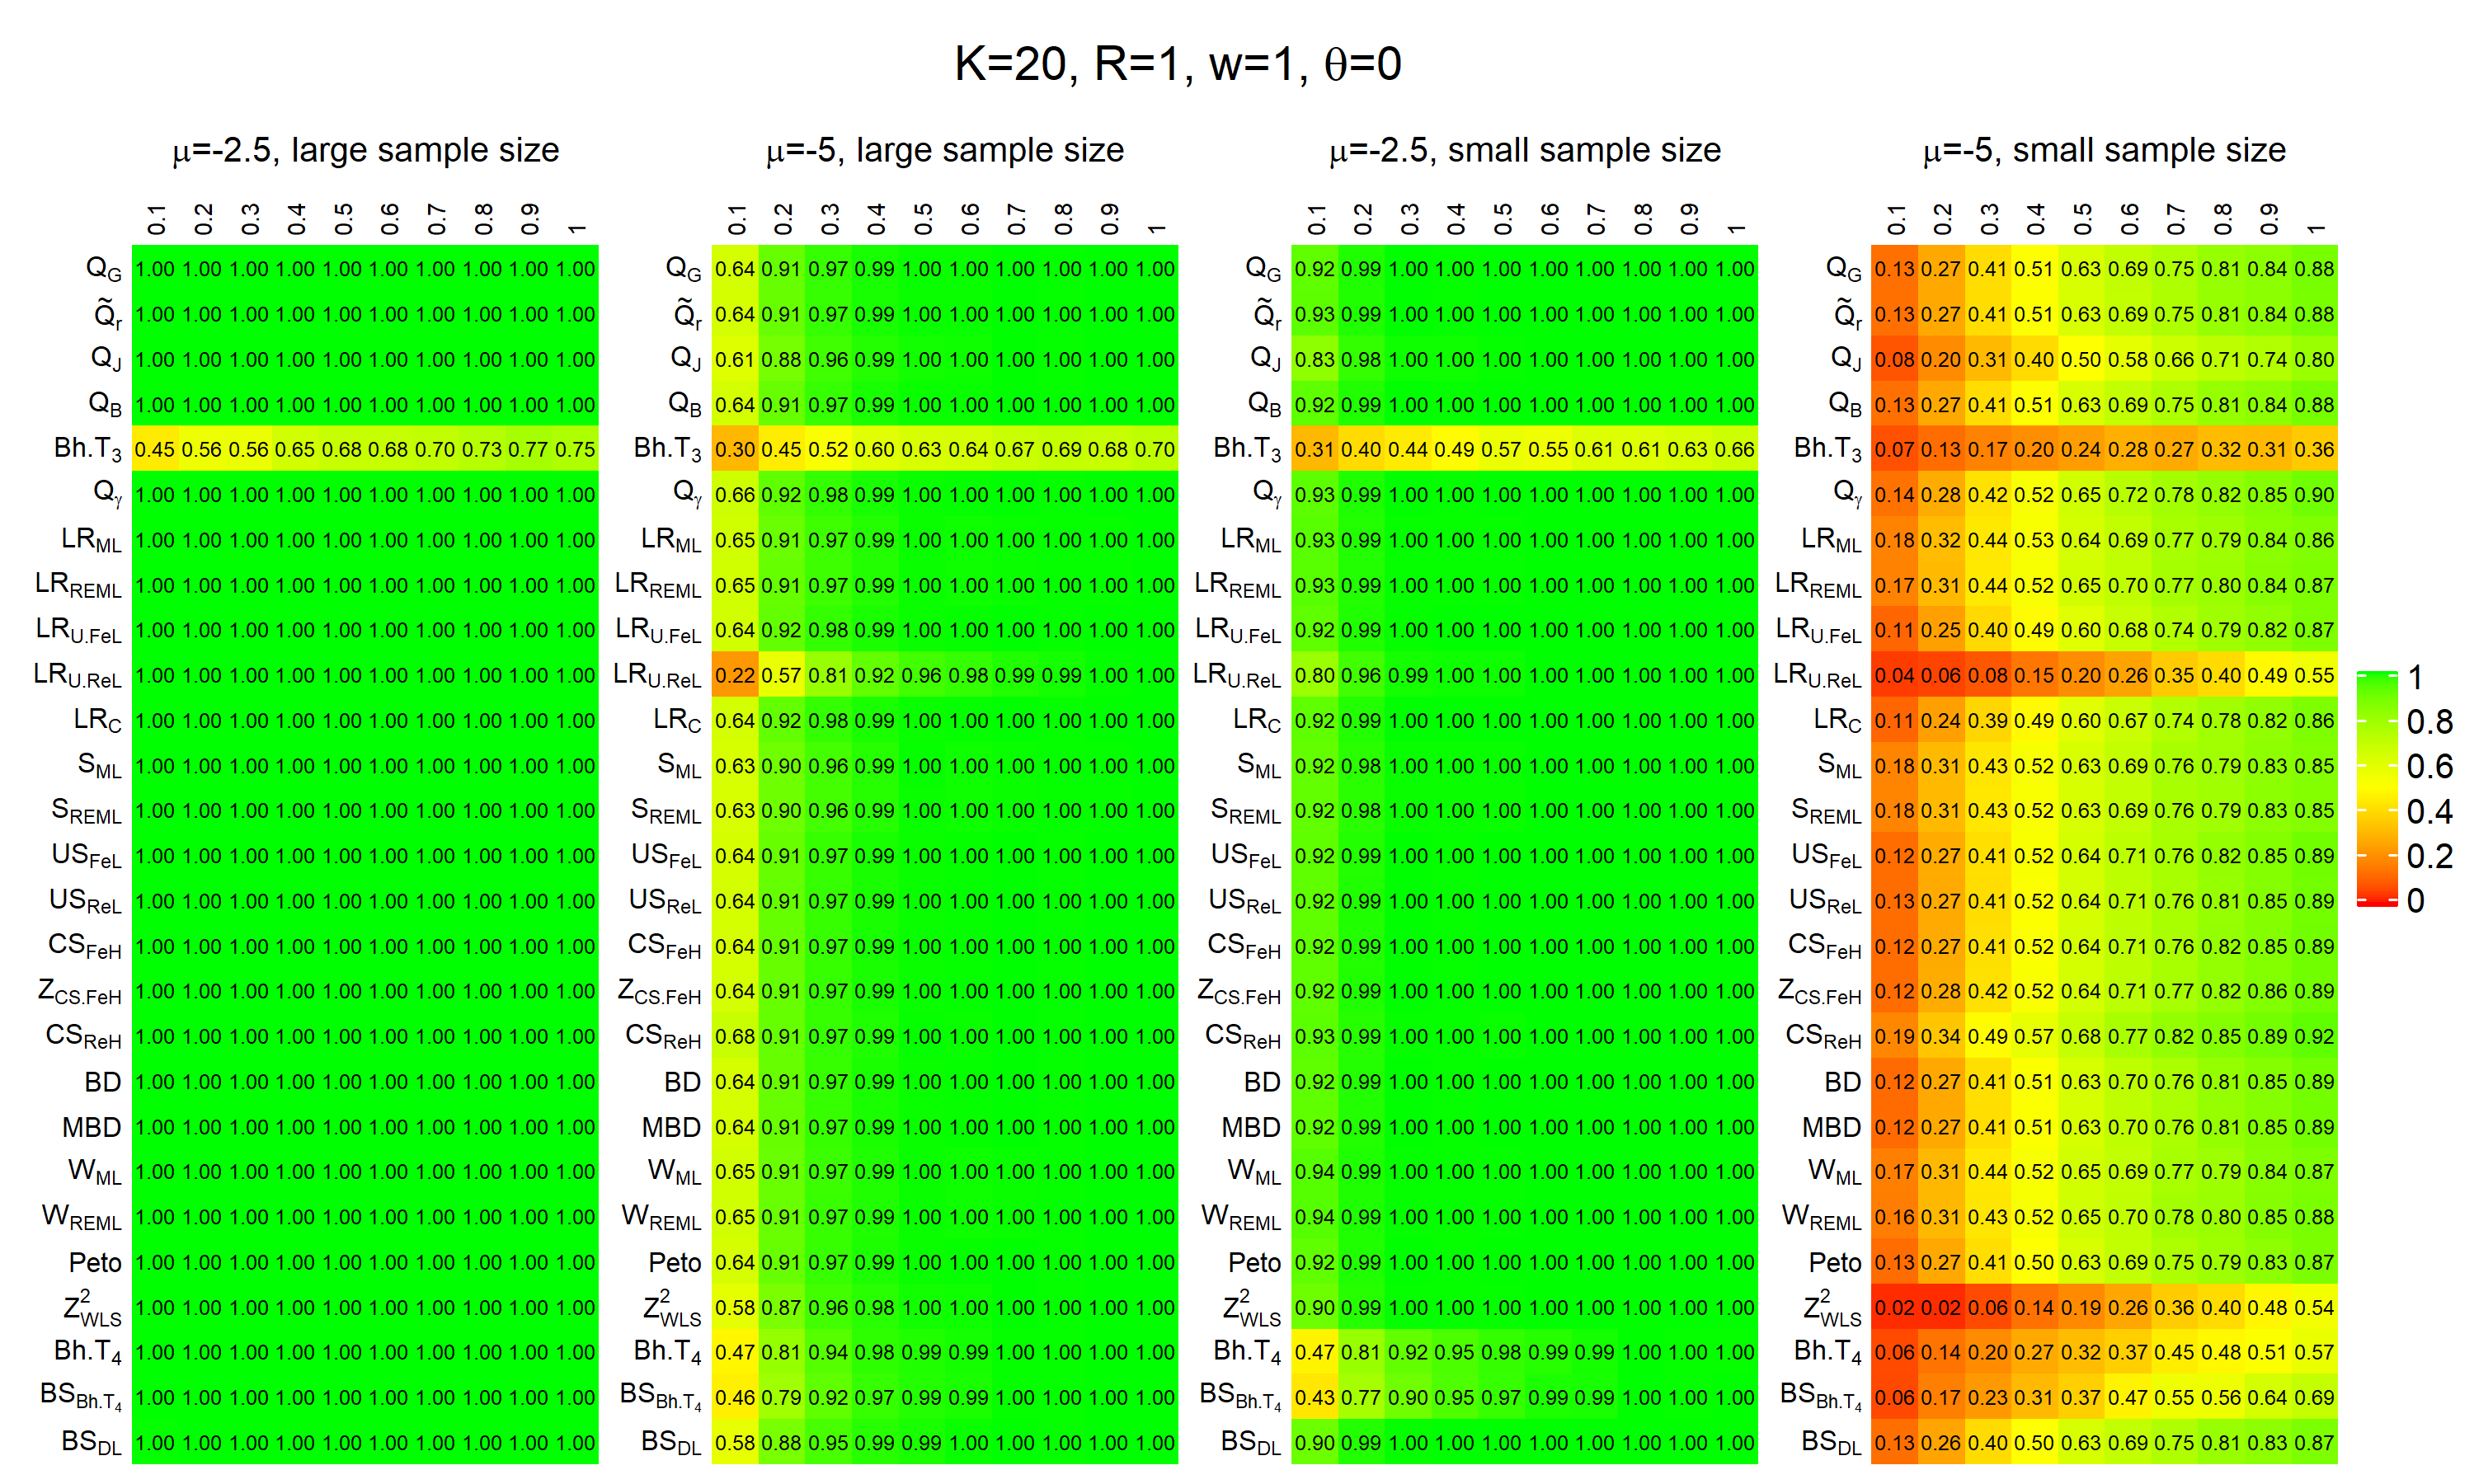 K=20, R=1, w=1, θ=0
μ=-2.5, large sample size μ=-5, large sample size μ=-2.5, small sample size μ=-5, small sample size
0.1 0.2 0.3 0.4 0.5 0.6 0.7 0.8 0.9 1 0.1 0.2 0.3 0.4 0.5 0.6 0.7 0.8 0.9 1 0.1 0.2 0.3 0.4 0.5 0.6 0.7 0.8 0.9 1 0.1 0.2 0.3 0.4 0.5 0.6 0.7 0.8 0.9 1
Q_G 1.00 1.00 1.00 1.00 1.00 1.00 1.00 1.00 1.00 1.00 Q_G 0.64 0.91 0.97 0.99 1.00 1.00 1.00 1.00 1.00 1.00 Q_G 0.92 0.99 1.00 1.00 1.00 1.00 1.00 1.00 1.00 1.00 Q_G 0.13 0.27 0.41 0.51 0.63 0.69 0.75 0.81 0.84 0.88
Q̃_r 1.00 1.00 1.00 1.00 1.00 1.00 1.00 1.00 1.00 1.00 Q̃_r 0.64 0.91 0.97 0.99 1.00 1.00 1.00 1.00 1.00 1.00 Q̃_r 0.93 0.99 1.00 1.00 1.00 1.00 1.00 1.00 1.00 1.00 Q̃_r 0.13 0.27 0.41 0.51 0.63 0.69 0.75 0.81 0.84 0.88
Q_J 1.00 1.00 1.00 1.00 1.00 1.00 1.00 1.00 1.00 1.00 Q_J 0.61 0.88 0.96 0.99 1.00 1.00 1.00 1.00 1.00 1.00 Q_J 0.83 0.98 1.00 1.00 1.00 1.00 1.00 1.00 1.00 1.00 Q_J 0.08 0.20 0.31 0.40 0.50 0.58 0.66 0.71 0.74 0.80
Q_B 1.00 1.00 1.00 1.00 1.00 1.00 1.00 1.00 1.00 1.00 Q_B 0.64 0.91 0.97 0.99 1.00 1.00 1.00 1.00 1.00 1.00 Q_B 0.92 0.99 1.00 1.00 1.00 1.00 1.00 1.00 1.00 1.00 Q_B 0.13 0.27 0.41 0.51 0.63 0.69 0.75 0.81 0.84 0.88
Bh.T_3 0.45 0.56 0.56 0.65 0.68 0.68 0.70 0.73 0.77 0.75 Bh.T_3 0.30 0.45 0.52 0.60 0.63 0.64 0.67 0.69 0.68 0.70 Bh.T_3 0.31 0.40 0.44 0.49 0.57 0.55 0.61 0.61 0.63 0.66 Bh.T_3 0.07 0.13 0.17 0.20 0.24 0.28 0.27 0.32 0.31 0.36
Q_γ 1.00 1.00 1.00 1.00 1.00 1.00 1.00 1.00 1.00 1.00 Q_γ 0.66 0.92 0.98 0.99 1.00 1.00 1.00 1.00 1.00 1.00 Q_γ 0.93 0.99 1.00 1.00 1.00 1.00 1.00 1.00 1.00 1.00 Q_γ 0.14 0.28 0.42 0.52 0.65 0.72 0.78 0.82 0.85 0.90
LR_ML 1.00 1.00 1.00 1.00 1.00 1.00 1.00 1.00 1.00 1.00 LR_ML 0.65 0.91 0.97 0.99 1.00 1.00 1.00 1.00 1.00 1.00 LR_ML 0.93 0.99 1.00 1.00 1.00 1.00 1.00 1.00 1.00 1.00 LR_ML 0.18 0.32 0.44 0.53 0.64 0.69 0.77 0.79 0.84 0.86
LR_REML 1.00 1.00 1.00 1.00 1.00 1.00 1.00 1.00 1.00 1.00 LR_REML 0.65 0.91 0.97 0.99 1.00 1.00 1.00 1.00 1.00 1.00 LR_REML 0.93 0.99 1.00 1.00 1.00 1.00 1.00 1.00 1.00 1.00 LR_REML 0.17 0.31 0.44 0.52 0.65 0.70 0.77 0.80 0.84 0.87
LR_U.FeL 1.00 1.00 1.00 1.00 1.00 1.00 1.00 1.00 1.00 1.00 LR_U.FeL 0.64 0.92 0.98 0.99 1.00 1.00 1.00 1.00 1.00 1.00 LR_U.FeL 0.92 0.99 1.00 1.00 1.00 1.00 1.00 1.00 1.00 1.00 LR_U.FeL 0.11 0.25 0.40 0.49 0.60 0.68 0.74 0.79 0.82 0.87
LR_U.ReL 1.00 1.00 1.00 1.00 1.00 1.00 1.00 1.00 1.00 1.00 LR_U.ReL 0.22 0.57 0.81 0.92 0.96 0.98 0.99 0.99 1.00 1.00 LR_U.ReL 0.80 0.96 0.99 1.00 1.00 1.00 1.00 1.00 1.00 1.00 LR_U.ReL 0.04 0.06 0.08 0.15 0.20 0.26 0.35 0.40 0.49 0.55
LR_C 1.00 1.00 1.00 1.00 1.00 1.00 1.00 1.00 1.00 1.00 LR_C 0.64 0.92 0.98 0.99 1.00 1.00 1.00 1.00 1.00 1.00 LR_C 0.92 0.99 1.00 1.00 1.00 1.00 1.00 1.00 1.00 1.00 LR_C 0.11 0.24 0.39 0.49 0.60 0.67 0.74 0.78 0.82 0.86
S_ML 1.00 1.00 1.00 1.00 1.00 1.00 1.00 1.00 1.00 1.00 S_ML 0.63 0.90 0.96 0.99 1.00 1.00 1.00 1.00 1.00 1.00 S_ML 0.92 0.98 1.00 1.00 1.00 1.00 1.00 1.00 1.00 1.00 S_ML 0.18 0.31 0.43 0.52 0.63 0.69 0.76 0.79 0.83 0.85
S_REML 1.00 1.00 1.00 1.00 1.00 1.00 1.00 1.00 1.00 1.00 S_REML 0.63 0.90 0.96 0.99 1.00 1.00 1.00 1.00 1.00 1.00 S_REML 0.92 0.98 1.00 1.00 1.00 1.00 1.00 1.00 1.00 1.00 S_REML 0.18 0.31 0.43 0.52 0.63 0.69 0.76 0.79 0.83 0.85
US_FeL 1.00 1.00 1.00 1.00 1.00 1.00 1.00 1.00 1.00 1.00 US_FeL 0.64 0.91 0.97 0.99 1.00 1.00 1.00 1.00 1.00 1.00 US_FeL 0.92 0.99 1.00 1.00 1.00 1.00 1.00 1.00 1.00 1.00 US_FeL 0.12 0.27 0.41 0.52 0.64 0.71 0.76 0.82 0.85 0.89
US_ReL 1.00 1.00 1.00 1.00 1.00 1.00 1.00 1.00 1.00 1.00 US_ReL 0.64 0.91 0.97 0.99 1.00 1.00 1.00 1.00 1.00 1.00 US_ReL 0.92 0.99 1.00 1.00 1.00 1.00 1.00 1.00 1.00 1.00 US_ReL 0.13 0.27 0.41 0.52 0.64 0.71 0.76 0.81 0.85 0.89
CS_FeH 1.00 1.00 1.00 1.00 1.00 1.00 1.00 1.00 1.00 1.00 CS_FeH 0.64 0.91 0.97 0.99 1.00 1.00 1.00 1.00 1.00 1.00 CS_FeH 0.92 0.99 1.00 1.00 1.00 1.00 1.00 1.00 1.00 1.00 CS_FeH 0.12 0.27 0.41 0.52 0.64 0.71 0.76 0.82 0.85 0.89
Z_CS.FeH 1.00 1.00 1.00 1.00 1.00 1.00 1.00 1.00 1.00 1.00 Z_CS.FeH 0.64 0.91 0.97 0.99 1.00 1.00 1.00 1.00 1.00 1.00 Z_CS.FeH 0.92 0.99 1.00 1.00 1.00 1.00 1.00 1.00 1.00 1.00 Z_CS.FeH 0.12 0.28 0.42 0.52 0.64 0.71 0.77 0.82 0.86 0.89
CS_ReH 1.00 1.00 1.00 1.00 1.00 1.00 1.00 1.00 1.00 1.00 CS_ReH 0.68 0.91 0.97 0.99 1.00 1.00 1.00 1.00 1.00 1.00 CS_ReH 0.93 0.99 1.00 1.00 1.00 1.00 1.00 1.00 1.00 1.00 CS_ReH 0.19 0.34 0.49 0.57 0.68 0.77 0.82 0.85 0.89 0.92
BD 1.00 1.00 1.00 1.00 1.00 1.00 1.00 1.00 1.00 1.00 BD 0.64 0.91 0.97 0.99 1.00 1.00 1.00 1.00 1.00 1.00 BD 0.92 0.99 1.00 1.00 1.00 1.00 1.00 1.00 1.00 1.00 BD 0.12 0.27 0.41 0.51 0.63 0.70 0.76 0.81 0.85 0.89
MBD 1.00 1.00 1.00 1.00 1.00 1.00 1.00 1.00 1.00 1.00 MBD 0.64 0.91 0.97 0.99 1.00 1.00 1.00 1.00 1.00 1.00 MBD 0.92 0.99 1.00 1.00 1.00 1.00 1.00 1.00 1.00 1.00 MBD 0.12 0.27 0.41 0.51 0.63 0.70 0.76 0.81 0.85 0.89
W_ML 1.00 1.00 1.00 1.00 1.00 1.00 1.00 1.00 1.00 1.00 W_ML 0.65 0.91 0.97 0.99 1.00 1.00 1.00 1.00 1.00 1.00 W_ML 0.94 0.99 1.00 1.00 1.00 1.00 1.00 1.00 1.00 1.00 W_ML 0.17 0.31 0.44 0.52 0.65 0.69 0.77 0.79 0.84 0.87
W_REML 1.00 1.00 1.00 1.00 1.00 1.00 1.00 1.00 1.00 1.00 W_REML 0.65 0.91 0.97 0.99 1.00 1.00 1.00 1.00 1.00 1.00 W_REML 0.94 0.99 1.00 1.00 1.00 1.00 1.00 1.00 1.00 1.00 W_REML 0.16 0.31 0.43 0.52 0.65 0.70 0.78 0.80 0.85 0.88
Peto 1.00 1.00 1.00 1.00 1.00 1.00 1.00 1.00 1.00 1.00 Peto 0.64 0.91 0.97 0.99 1.00 1.00 1.00 1.00 1.00 1.00 Peto 0.92 0.99 1.00 1.00 1.00 1.00 1.00 1.00 1.00 1.00 Peto 0.13 0.27 0.41 0.50 0.63 0.69 0.75 0.79 0.83 0.87
Z²_WLS 1.00 1.00 1.00 1.00 1.00 1.00 1.00 1.00 1.00 1.00 Z²_WLS 0.58 0.87 0.96 0.98 1.00 1.00 1.00 1.00 1.00 1.00 Z²_WLS 0.90 0.99 1.00 1.00 1.00 1.00 1.00 1.00 1.00 1.00 Z²_WLS 0.02 0.02 0.06 0.14 0.19 0.26 0.36 0.40 0.48 0.54
Bh.T_4 1.00 1.00 1.00 1.00 1.00 1.00 1.00 1.00 1.00 1.00 Bh.T_4 0.47 0.81 0.94 0.98 0.99 0.99 1.00 1.00 1.00 1.00 Bh.T_4 0.47 0.81 0.92 0.95 0.98 0.99 0.99 1.00 1.00 1.00 Bh.T_4 0.06 0.14 0.20 0.27 0.32 0.37 0.45 0.48 0.51 0.57
BS_Bh.T_4 1.00 1.00 1.00 1.00 1.00 1.00 1.00 1.00 1.00 1.00 BS_Bh.T_4 0.46 0.79 0.92 0.97 0.99 0.99 1.00 1.00 1.00 1.00 BS_Bh.T_4 0.43 0.77 0.90 0.95 0.97 0.99 0.99 1.00 1.00 1.00 BS_Bh.T_4 0.06 0.17 0.23 0.31 0.37 0.47 0.55 0.56 0.64 0.69
BS_DL 1.00 1.00 1.00 1.00 1.00 1.00 1.00 1.00 1.00 1.00 BS_DL 0.58 0.88 0.95 0.99 0.99 1.00 1.00 1.00 1.00 1.00 BS_DL 0.90 0.99 1.00 1.00 1.00 1.00 1.00 1.00 1.00 1.00 BS_DL 0.13 0.26 0.40 0.50 0.63 0.69 0.75 0.81 0.83 0.87
1
0.8
0.6
0.4
0.2
0